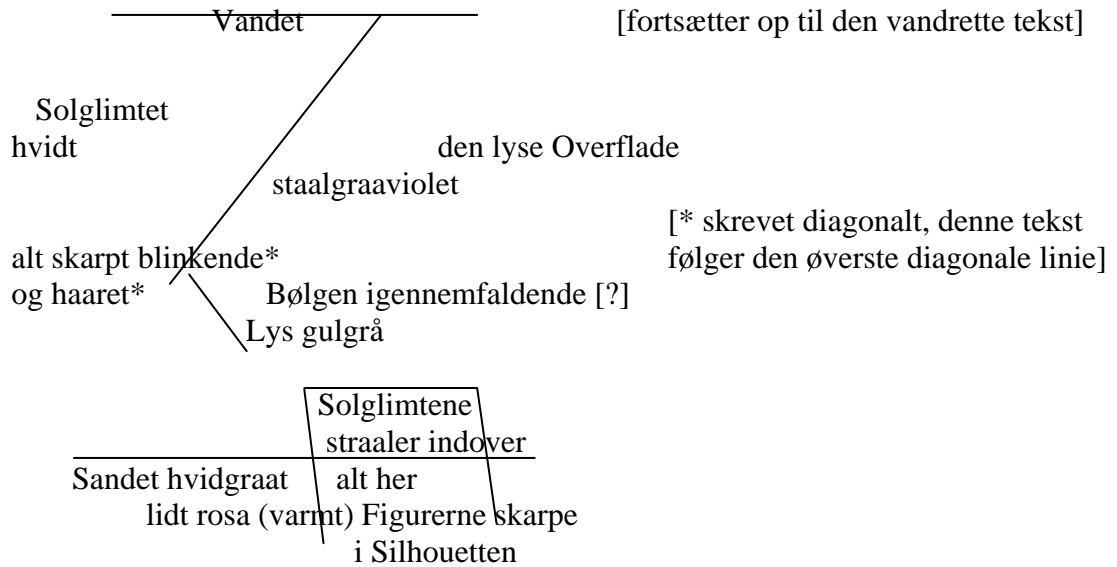 Vandet [fortsætter op til den vandrette tekst]
Solglimtet
hvidt den lyse Overflade
staalgraaviolet
[* skrevet diagonalt, denne tekst
alt skarpt blinkende* følger den øverste diagonale linie]
og haaret* Bølgen igennemfaldende [?]
Lys gulgrå
Solglimtene
straaler indover
Sandet hvidgraat alt her
lidt rosa (varmt) Figurerne skarpe
i Silhouetten